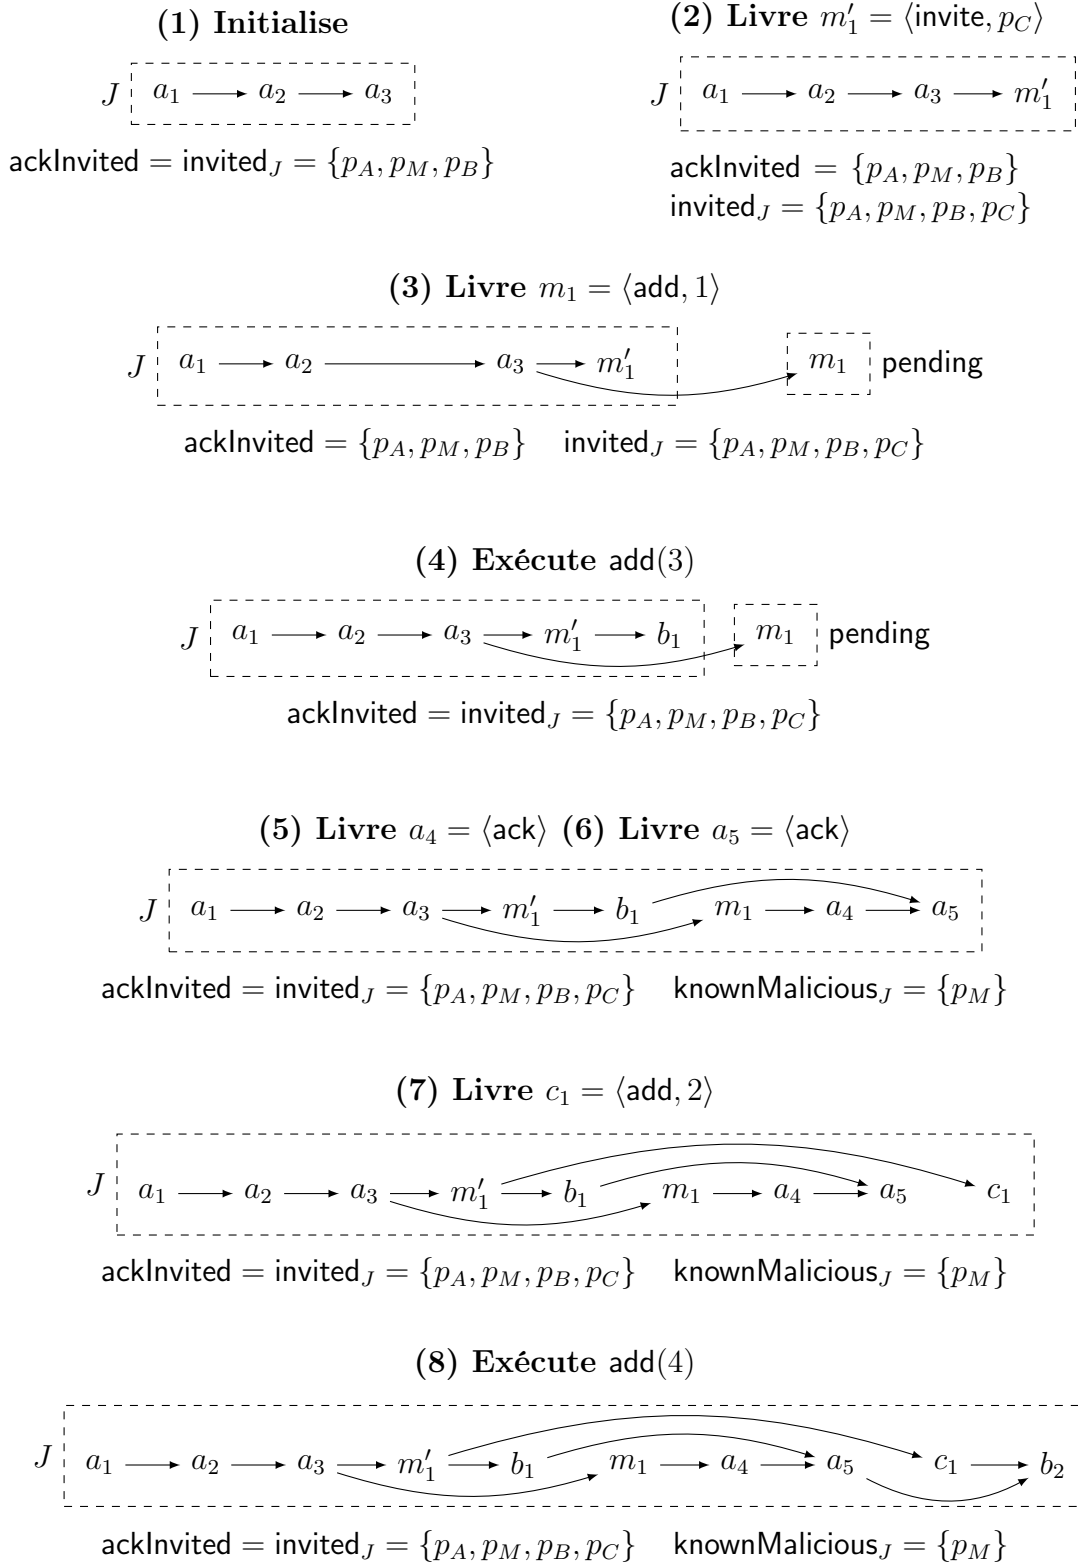 (1) Initialise
J a₁ a₂ a₃
ackInvited = invited_J = {p_A, p_M, p_B}
(2) Livre m′₁ = ⟨invite, p_C⟩
J a₁ a₂ a₃ m′₁
ackInvited = {p_A, p_M, p_B}
invited_J = {p_A, p_M, p_B, p_C}
(3) Livre m₁ = ⟨add, 1⟩
J a₁ a₂ a₃ m′₁ m₁ pending
ackInvited = {p_A, p_M, p_B} invited_J = {p_A, p_M, p_B, p_C}
(4) Exécute add(3)
J a₁ a₂ a₃ m′₁ b₁ m₁ pending
ackInvited = invited_J = {p_A, p_M, p_B, p_C}
(5) Livre a₄ = ⟨ack⟩ (6) Livre a₅ = ⟨ack⟩
J a₁ a₂ a₃ m′₁ b₁ m₁ a₄ a₅
ackInvited = invited_J = {p_A, p_M, p_B, p_C} knownMalicious_J = {p_M}
(7) Livre c₁ = ⟨add, 2⟩
J a₁ a₂ a₃ m′₁ b₁ m₁ a₄ a₅ c₁
ackInvited = invited_J = {p_A, p_M, p_B, p_C} knownMalicious_J = {p_M}
(8) Exécute add(4)
J a₁ a₂ a₃ m′₁ b₁ m₁ a₄ a₅ c₁ b₂
ackInvited = invited_J = {p_A, p_M, p_B, p_C} knownMalicious_J = {p_M}